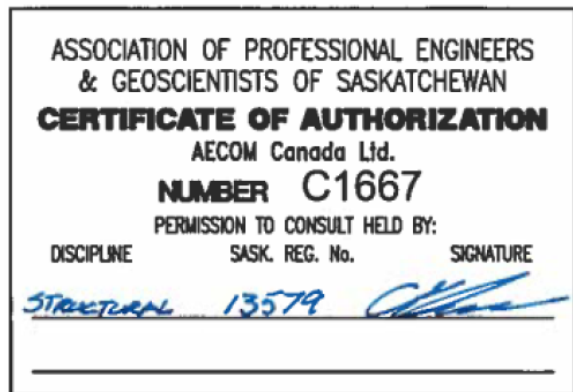 ASSOCIATION OF PROFESSIONAL ENGINEERS
& GEOSCIENTISTS OF SASKATCHEWAN
CERTIFICATE OF AUTHORIZATION
AECOM Canada Ltd.
NUMBER C1667
PERMISSION TO CONSULT HELD BY:
DISCIPLINE SASK. REG. No. SIGNATURE
STRUCTURAL 13579